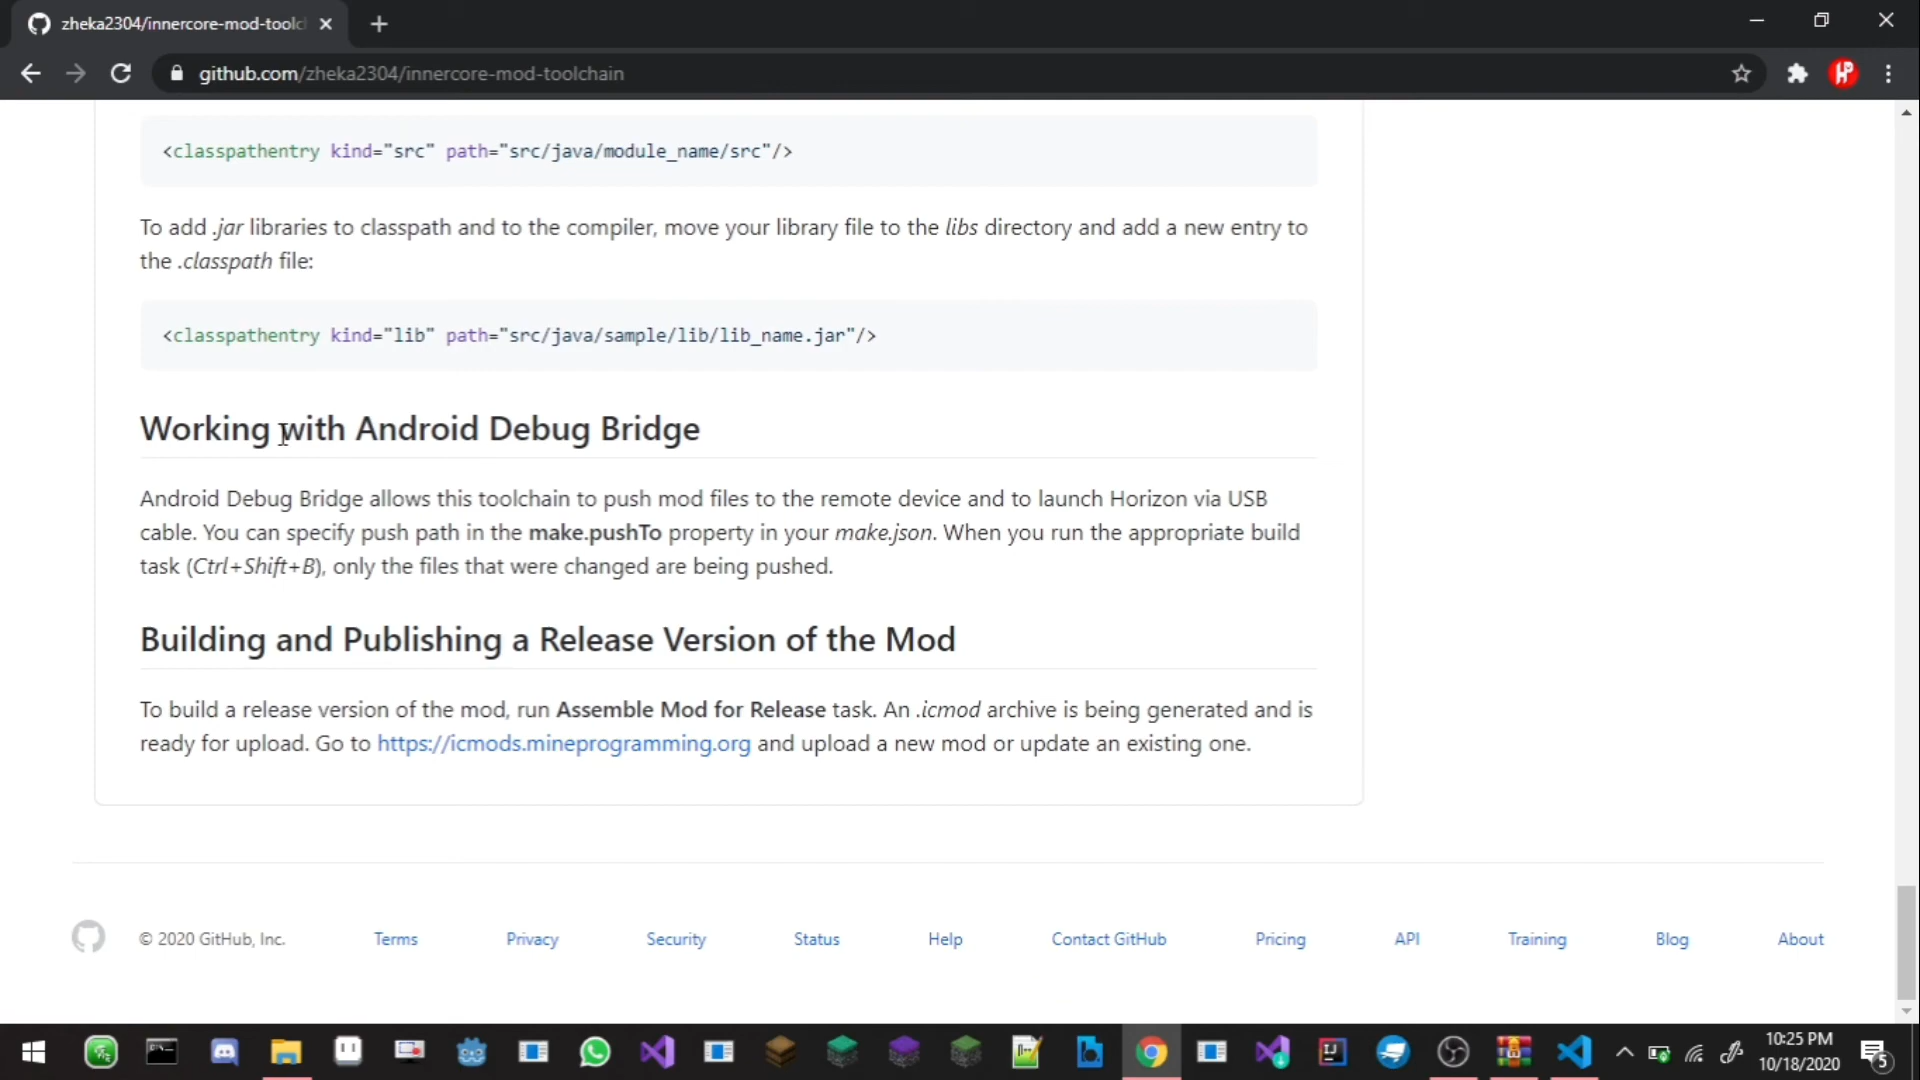 zheka2304/innercore-mod-toolc
github.com/zheka2304/innercore-mod-toolchain
<classpathentry kind="src" path="src/java/module_name/src"/>
To add .jar libraries to classpath and to the compiler, move your library file to the libs directory and add a new entry to
the .classpath file:
<classpathentry kind="lib" path="src/java/sample/lib/lib_name.jar"/>
Working with Android Debug Bridge
Android Debug Bridge allows this toolchain to push mod files to the remote device and to launch Horizon via USB
cable. You can specify push path in the make.pushTo property in your make.json. When you run the appropriate build
task (Ctrl+Shift+B), only the files that were changed are being pushed.
Building and Publishing a Release Version of the Mod
To build a release version of the mod, run Assemble Mod for Release task. An .icmod archive is being generated and is
ready for upload. Go to https://icmods.mineprogramming.org and upload a new mod or update an existing one.
© 2020 GitHub, Inc. Terms Privacy Security Status Help Contact GitHub Pricing API Training Blog About
10:25 PM
10/18/2020
5